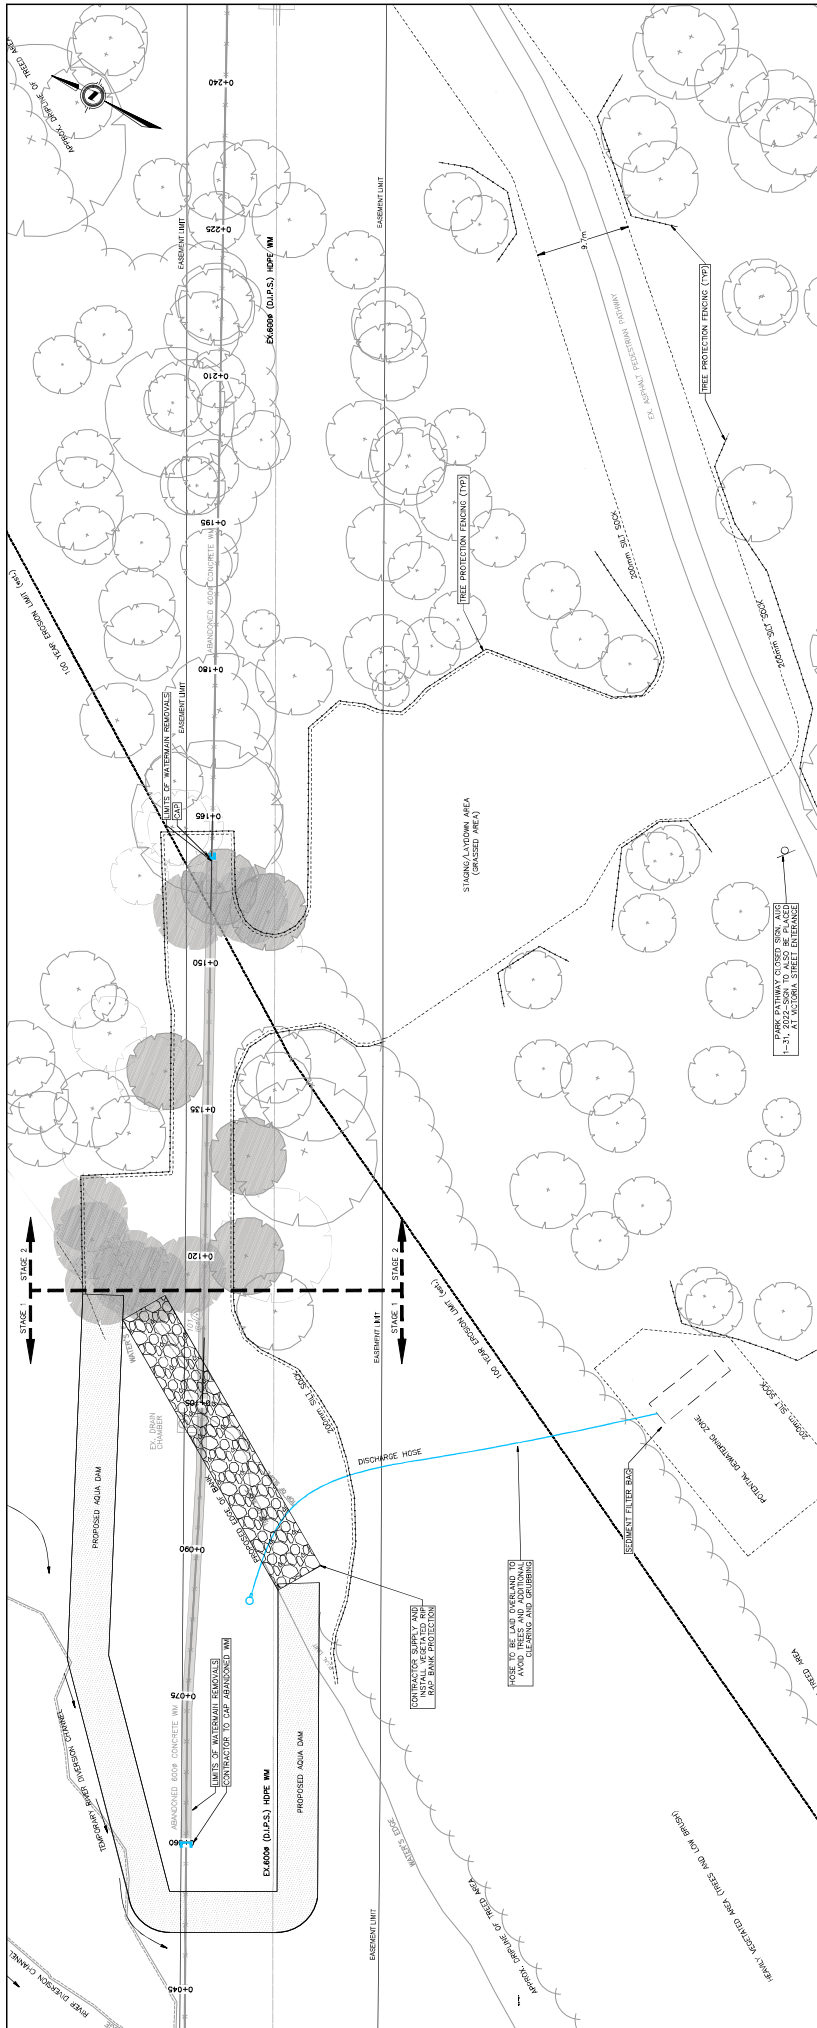 APPROX. DRIPLINE OF TREED AREA
0+240
EASEMENT LIMIT
EASEMENT LIMIT
0+225
EX.600ø (D.I.P.S.) HDPE WM
9.7m
TREE PROTECTION FENCING (TYP)
EX. ASPHALT PEDESTRIAN PATHWAY
0+210
0+195
TREE PROTECTION FENCING (TYP)
200mm SILT SOCK
100 YEAR EROSION LIMIT (est.)
ABANDONED 600ø CONCRETE WM
200mm SILT SOCK
0+180
EASEMENT LIMIT
LIMITS OF WATERMAIN REMOVALS
CAP
0+165
STAGING/LAYDOWN AREA
(GRASSED AREA)
PARK PATHWAY CLOSED SIGN, AUG
1-31, 2022-SIGN TO ALSO BE PLACED
AT VICTORIA STREET ENTERANCE
0+150
0+135
0+120
STAGE 1
STAGE 2
STAGE 1
STAGE 2
EASEMENT LIMIT
100 YEAR EROSION LIMIT (est.)
0+105
EX. DRAIN
CHAMBER
200mm SILT SOCK
200mm SILT SOCK
POTENTIAL DEWATERING ZONE
SEDIMENT FILTER BAG
DISCHARGE HOSE
PROPOSED AQUA DAM
PROPOSED EDGE OF BANK
0+090
HOSE TO BE LAID OVERLAND TO
AVOID TREES AND ADDITIONAL
CLEARING AND GRUBBING
CONTRACTOR SUPPLY AND
INSTALL VEGETATED RIP
RAP BANK PROTECTION
0+075
LIMITS OF WATERMAIN REMOVALS
CONTRACTOR TO CAP ABANDONED WM
ABANDONED 600ø CONCRETE WM
TEMPORARY RIVER DIVERSION CHANNEL
PROPOSED AQUA DAM
EX.600ø (D.I.P.S.) HDPE WM
0+060
WATER'S EDGE
TREED AREA
HEAVILY VEGETATED AREA (TREES AND LOW BRUSH)
APPROX. DRIPLINE OF TREED AREA
EASEMENT LIMIT
0+045
RIVER DIVERSION CHANNEL